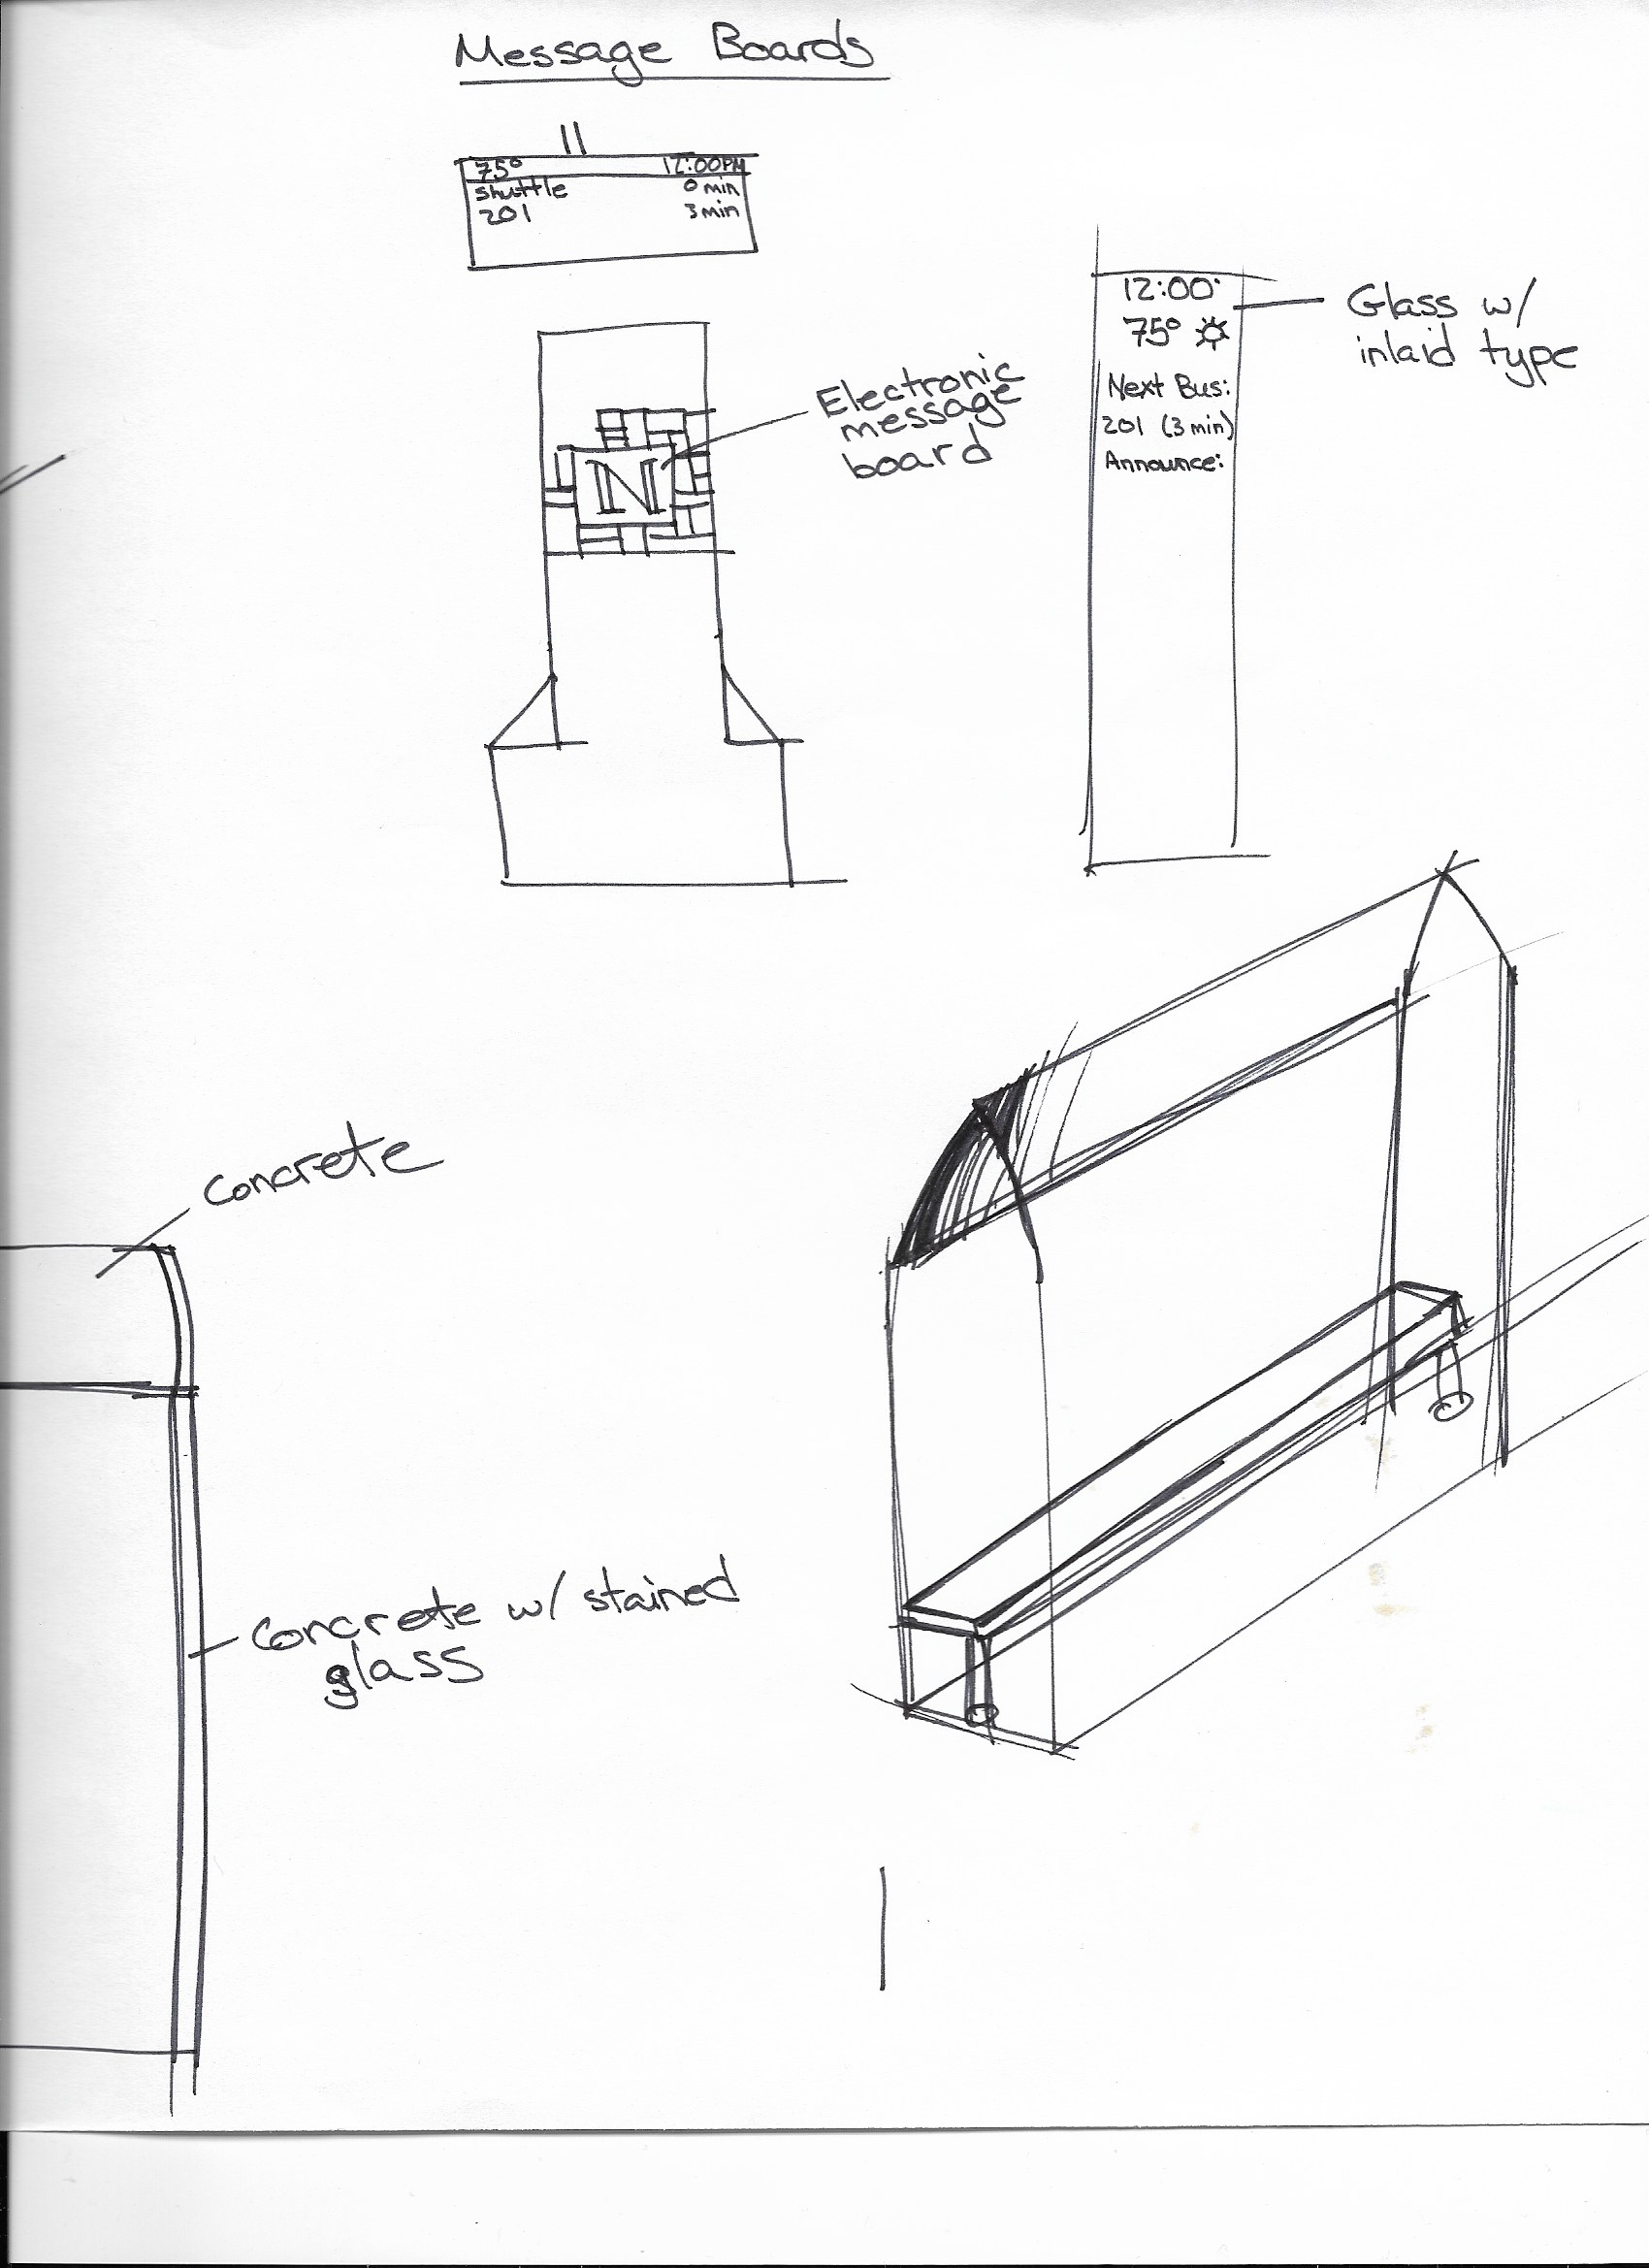 Message Boards
75° 12:00PM
shuttle 0 min
201 3 min
N
Electronic
message
board
12:00
75°
Next Bus:
201 (3 min)
Announce:
Glass w/
inlaid type
Concrete
Concrete w/ stained
glass